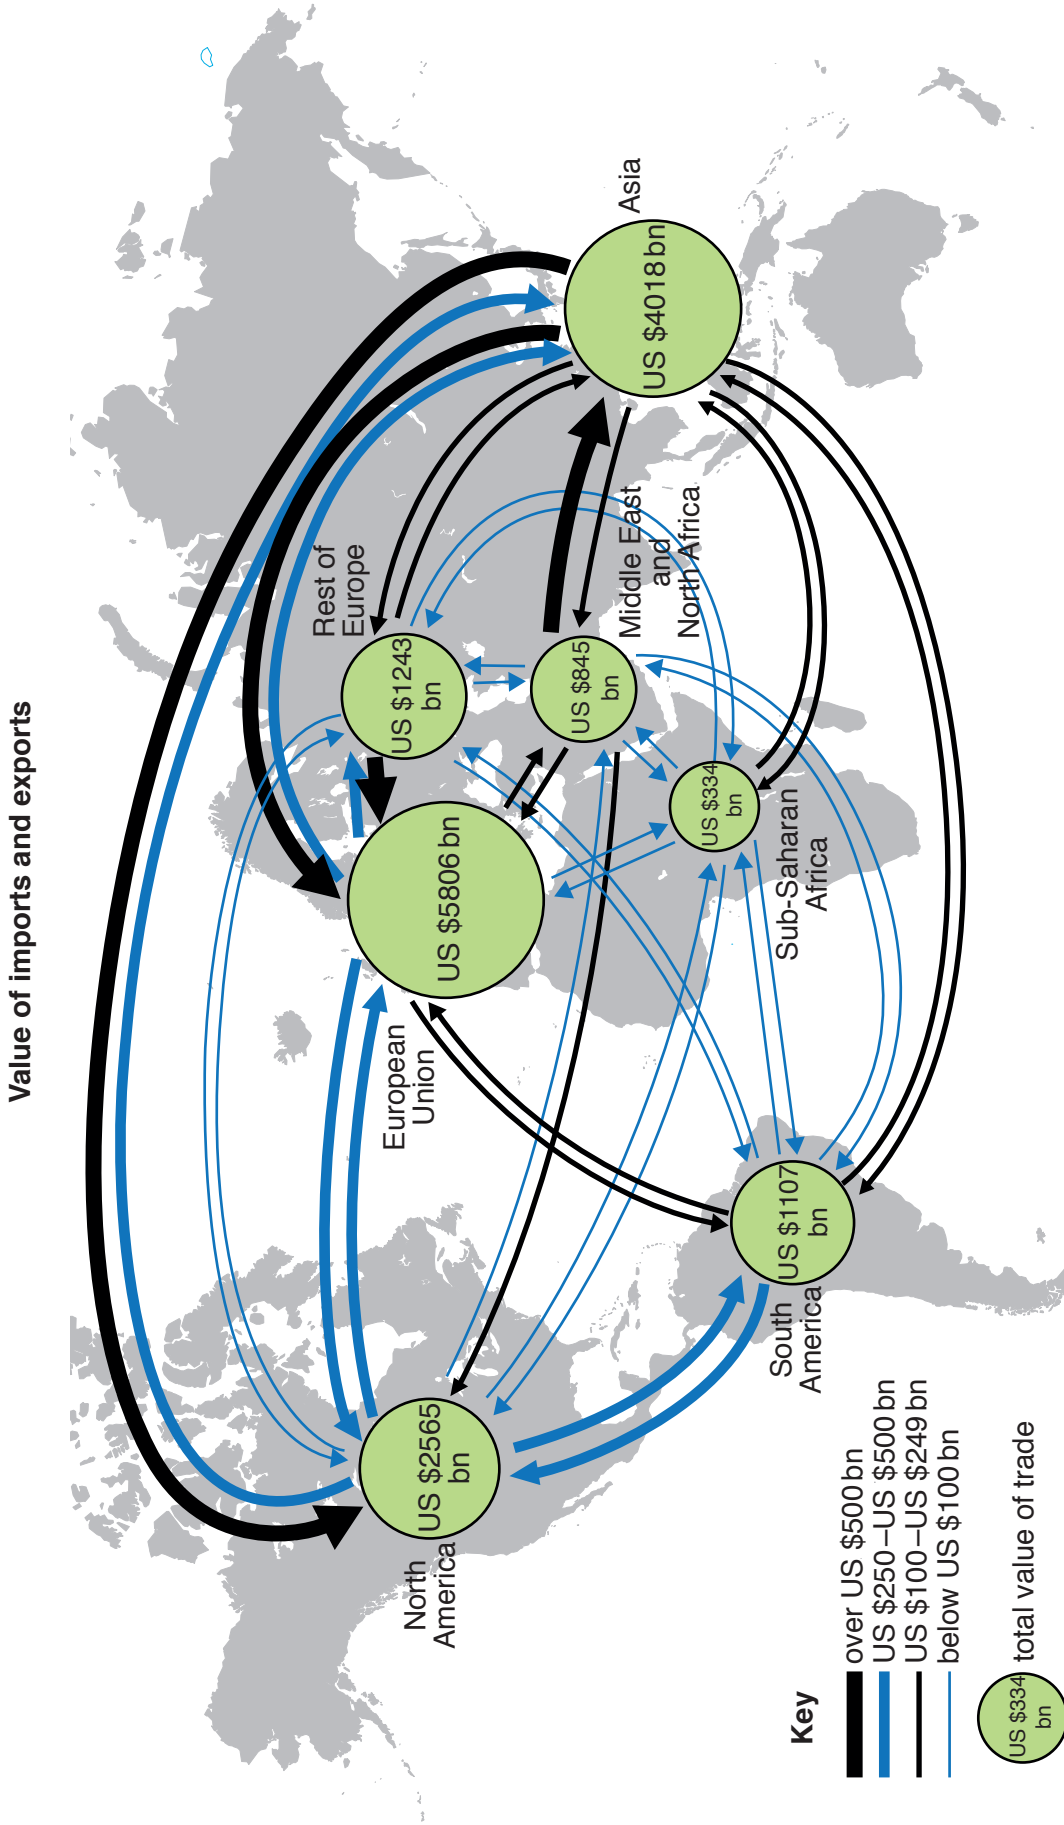 Value of imports and exports
North
America
US $2565
bn
European
Union
US $5806 bn
Rest of
Europe
US $1243
bn
Asia
US $4018 bn
Middle East
and
North Africa
US $845
bn
Sub-Saharan
Africa
US $334
bn
South
America
US $1107
bn
Key
over US $500 bn
US $250–US $500 bn
US $100–US $249 bn
below US $100 bn
US $334
bn
total value of trade